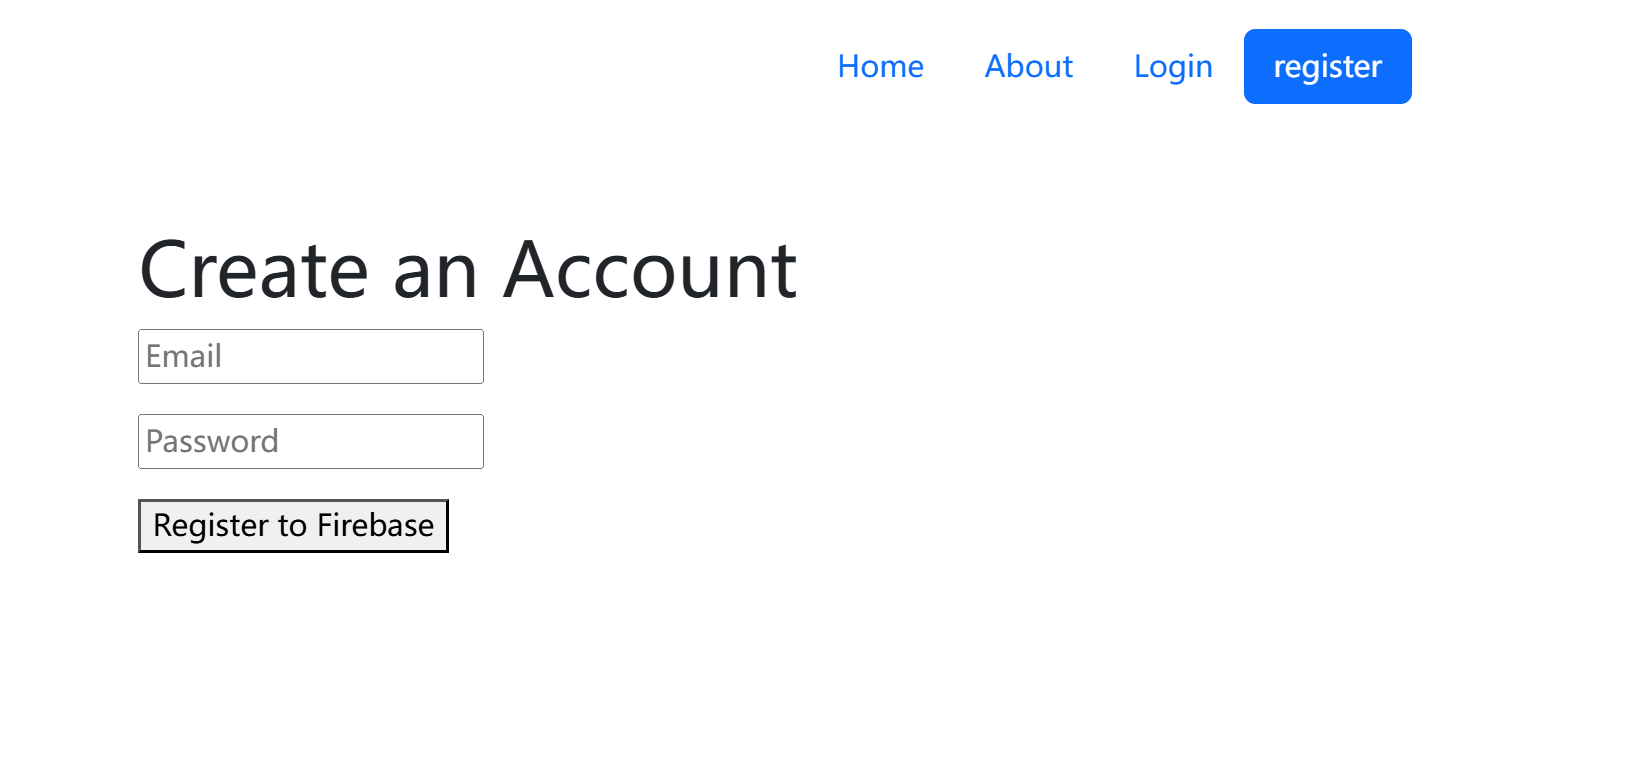 Home About Login register
Create an Account
Email
Password
Register to Firebase